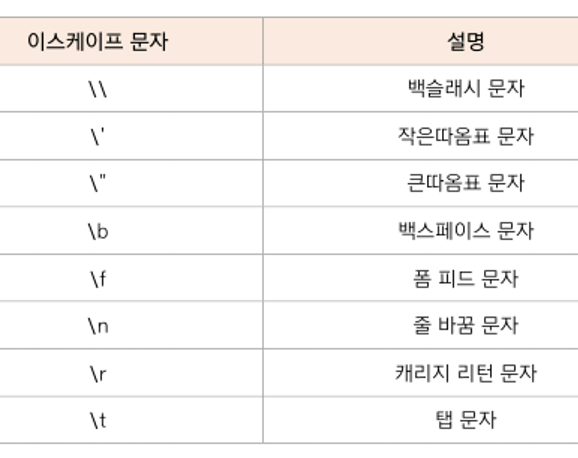 이스케이프 문자 설명
\\ 백슬래시 문자
\' 작은따옴표 문자
\" 큰따옴표 문자
\b 백스페이스 문자
\f 폼 피드 문자
\n 줄 바꿈 문자
\r 캐리지 리턴 문자
\t 탭 문자